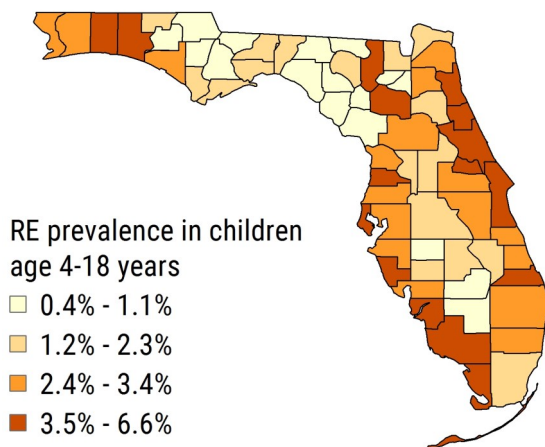 RE prevalence in children
age 4-18 years
0.4% - 1.1%
1.2% - 2.3%
2.4% - 3.4%
3.5% - 6.6%